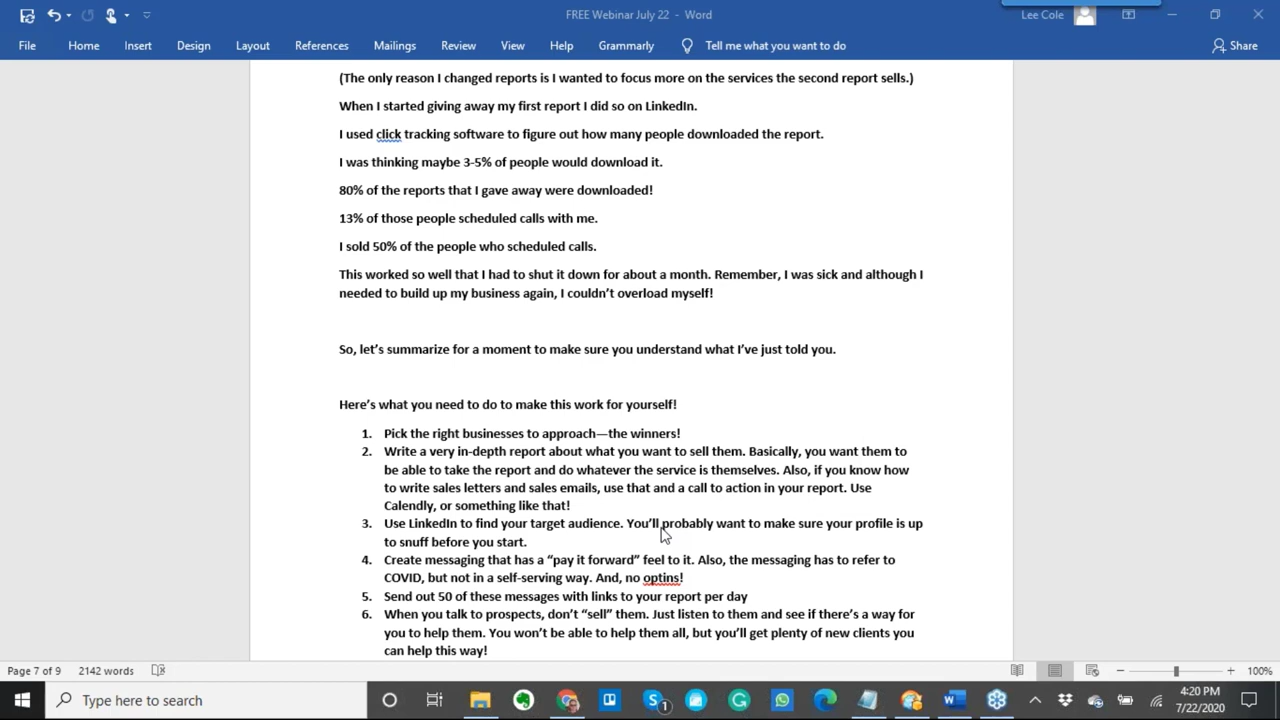 FREE Webinar July 22 - Word
Lee Cole
File Home Insert Design Layout References Mailings Review View Help Grammarly Tell me what you want to do Share
(The only reason I changed reports is I wanted to focus more on the services the second report sells.)
When I started giving away my first report I did so on LinkedIn.
I used click tracking software to figure out how many people downloaded the report.
I was thinking maybe 3-5% of people would download it.
80% of the reports that I gave away were downloaded!
13% of those people scheduled calls with me.
I sold 50% of the people who scheduled calls.
This worked so well that I had to shut it down for about a month. Remember, I was sick and although I
needed to build up my business again, I couldn’t overload myself!
So, let’s summarize for a moment to make sure you understand what I’ve just told you.
Here’s what you need to do to make this work for yourself!
1. Pick the right businesses to approach—the winners!
2. Write a very in-depth report about what you want to sell them. Basically, you want them to
be able to take the report and do whatever the service is themselves. Also, if you know how
to write sales letters and sales emails, use that and a call to action in your report. Use
Calendly, or something like that!
3. Use LinkedIn to find your target audience. You’ll probably want to make sure your profile is up
to snuff before you start.
4. Create messaging that has a “pay it forward” feel to it. Also, the messaging has to refer to
COVID, but not in a self-serving way. And, no optins!
5. Send out 50 of these messages with links to your report per day
6. When you talk to prospects, don’t “sell” them. Just listen to them and see if there’s a way for
you to help them. You won’t be able to help them all, but you’ll get plenty of new clients you
can help this way!
Page 7 of 9 2142 words 100%
Type here to search
1
4:20 PM
7/22/2020